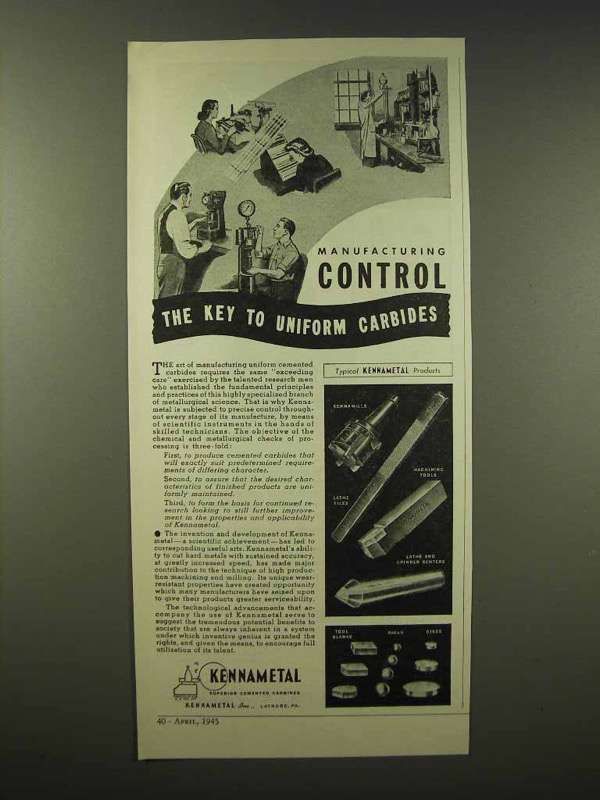 MANUFACTURING
CONTROL
THE KEY TO UNIFORM CARBIDES
THE art of manufacturing uniform cemented
carbides requires the same "exceeding
care" exercised by the talented research men
who established the fundamental principles
and practices of this highly specialized branch
of metallurgical science. That is why Kenna-
metal is subjected to precise control through-
out every stage of its manufacture, by means
of scientific instruments in the hands of
skilled technicians. The objective of the
chemical and metallurgical checks of pro-
cessing is three-fold:
First, to produce cemented carbides that
will exactly suit predetermined require-
ments of differing character.
Second, to assure that the desired char-
acteristics of finished products are uni-
formly maintained.
Third, to form the basis for continued re-
search looking to still further improve-
ment in the properties and applicability
of Kennametal.
● The invention and development of Kenna-
metal—a scientific achievement—has led to
corresponding useful arts. Kennametal's abili-
ty to cut hard metals with sustained accuracy,
at greatly increased speed, has made major
contribution to the technique of high produc-
tion machining and milling. Its unique wear-
resistant properties have created opportunity
which many manufacturers have seized upon
to give their products greater serviceability.
The technological advancements that ac-
company the use of Kennametal serve to
suggest the tremendous potential benefits to
society that are always inherent in a system
under which inventive genius is granted the
rights, and given the means, to encourage full
utilization of its talent.
KENNAMETAL
SUPERIOR CEMENTED CARBIDES
KENNAMETAL Inc., LATROBE, PA.
40—APRIL, 1945
Typical KENNAMETAL Products
KENNAMILLS
MACHINING
TOOLS
LATHE
FILES
LATHE AND
GRINDER CENTERS
TOOL
BLANKS
DISCS